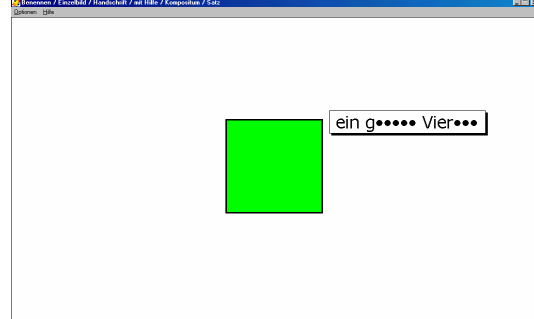 Benennen / Einzelbild / Handschrift / mit Hilfe / Kompositum / Satz
Optionen Hilfe
ein g●●●●● Vier●●●